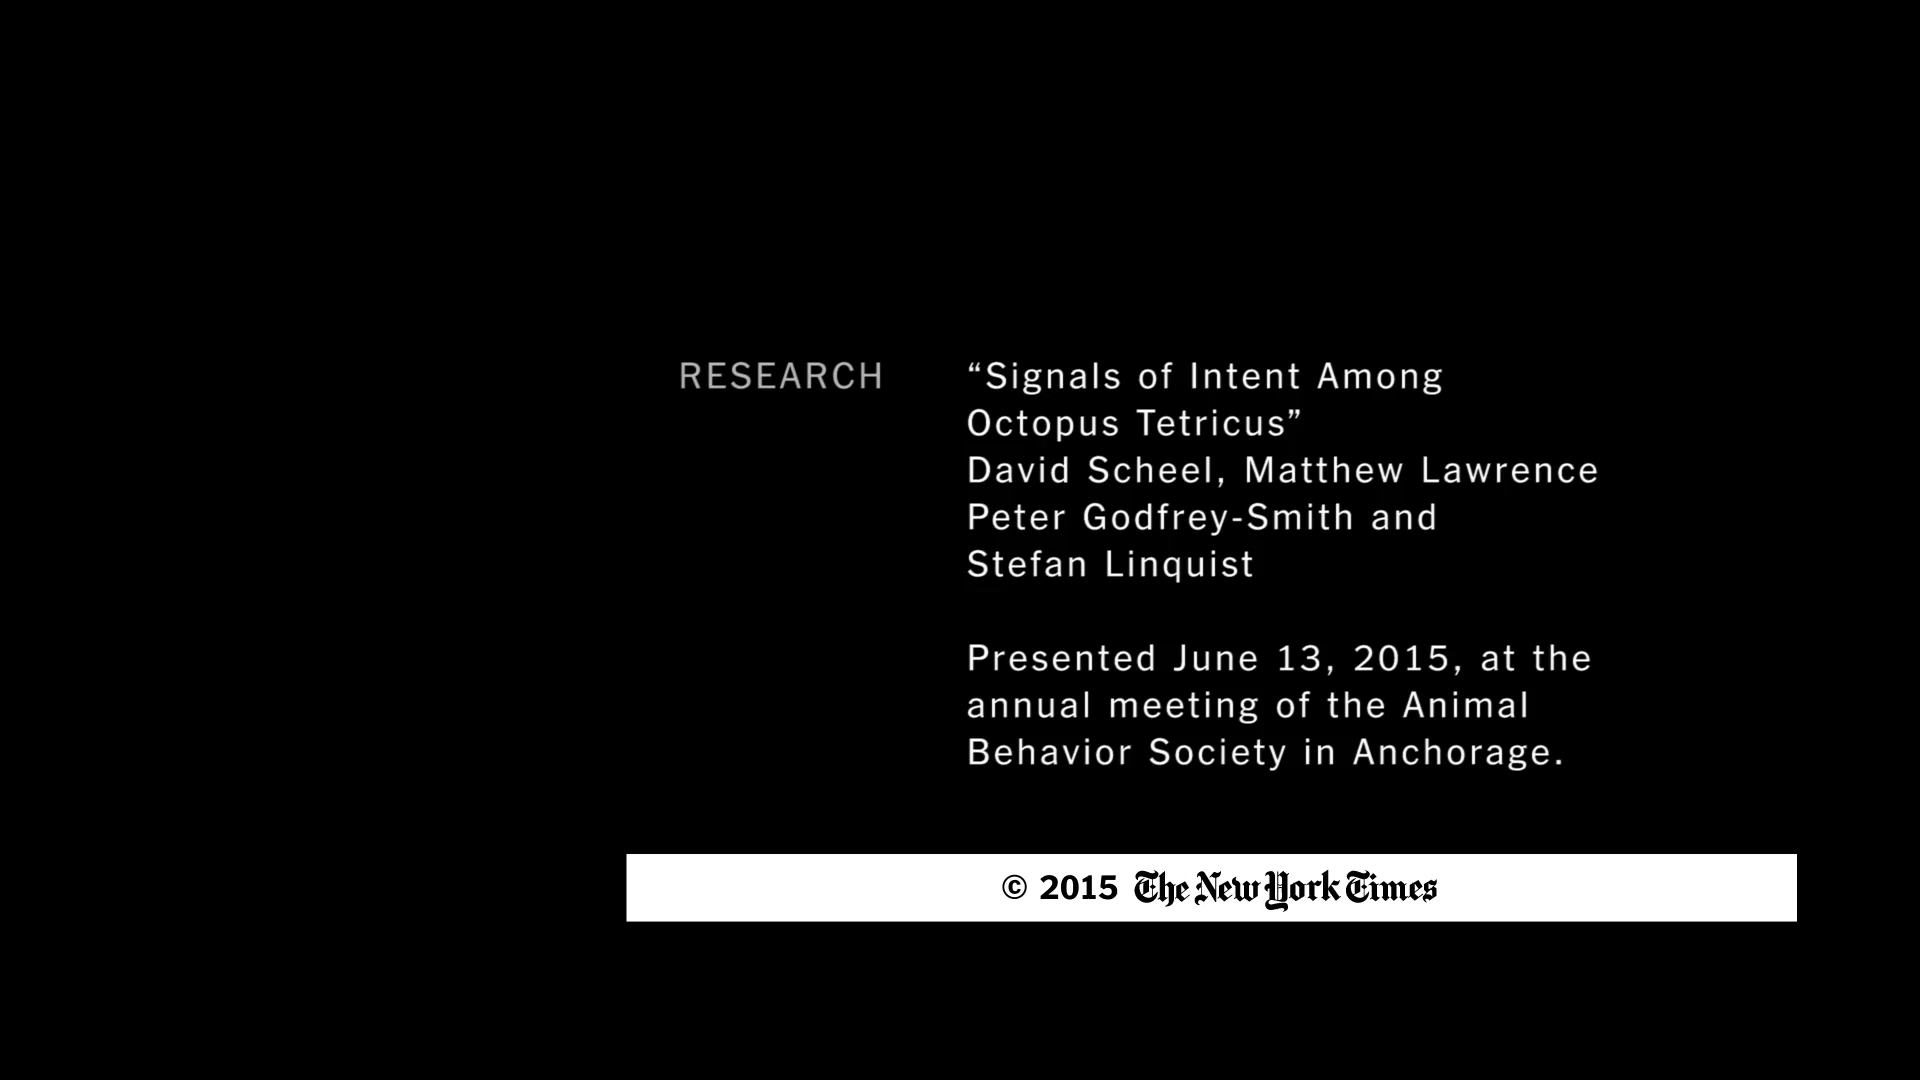 RESEARCH
“Signals of Intent Among
Octopus Tetricus”
David Scheel, Matthew Lawrence
Peter Godfrey-Smith and
Stefan Linquist
Presented June 13, 2015, at the
annual meeting of the Animal
Behavior Society in Anchorage.
© 2015 The New York Times